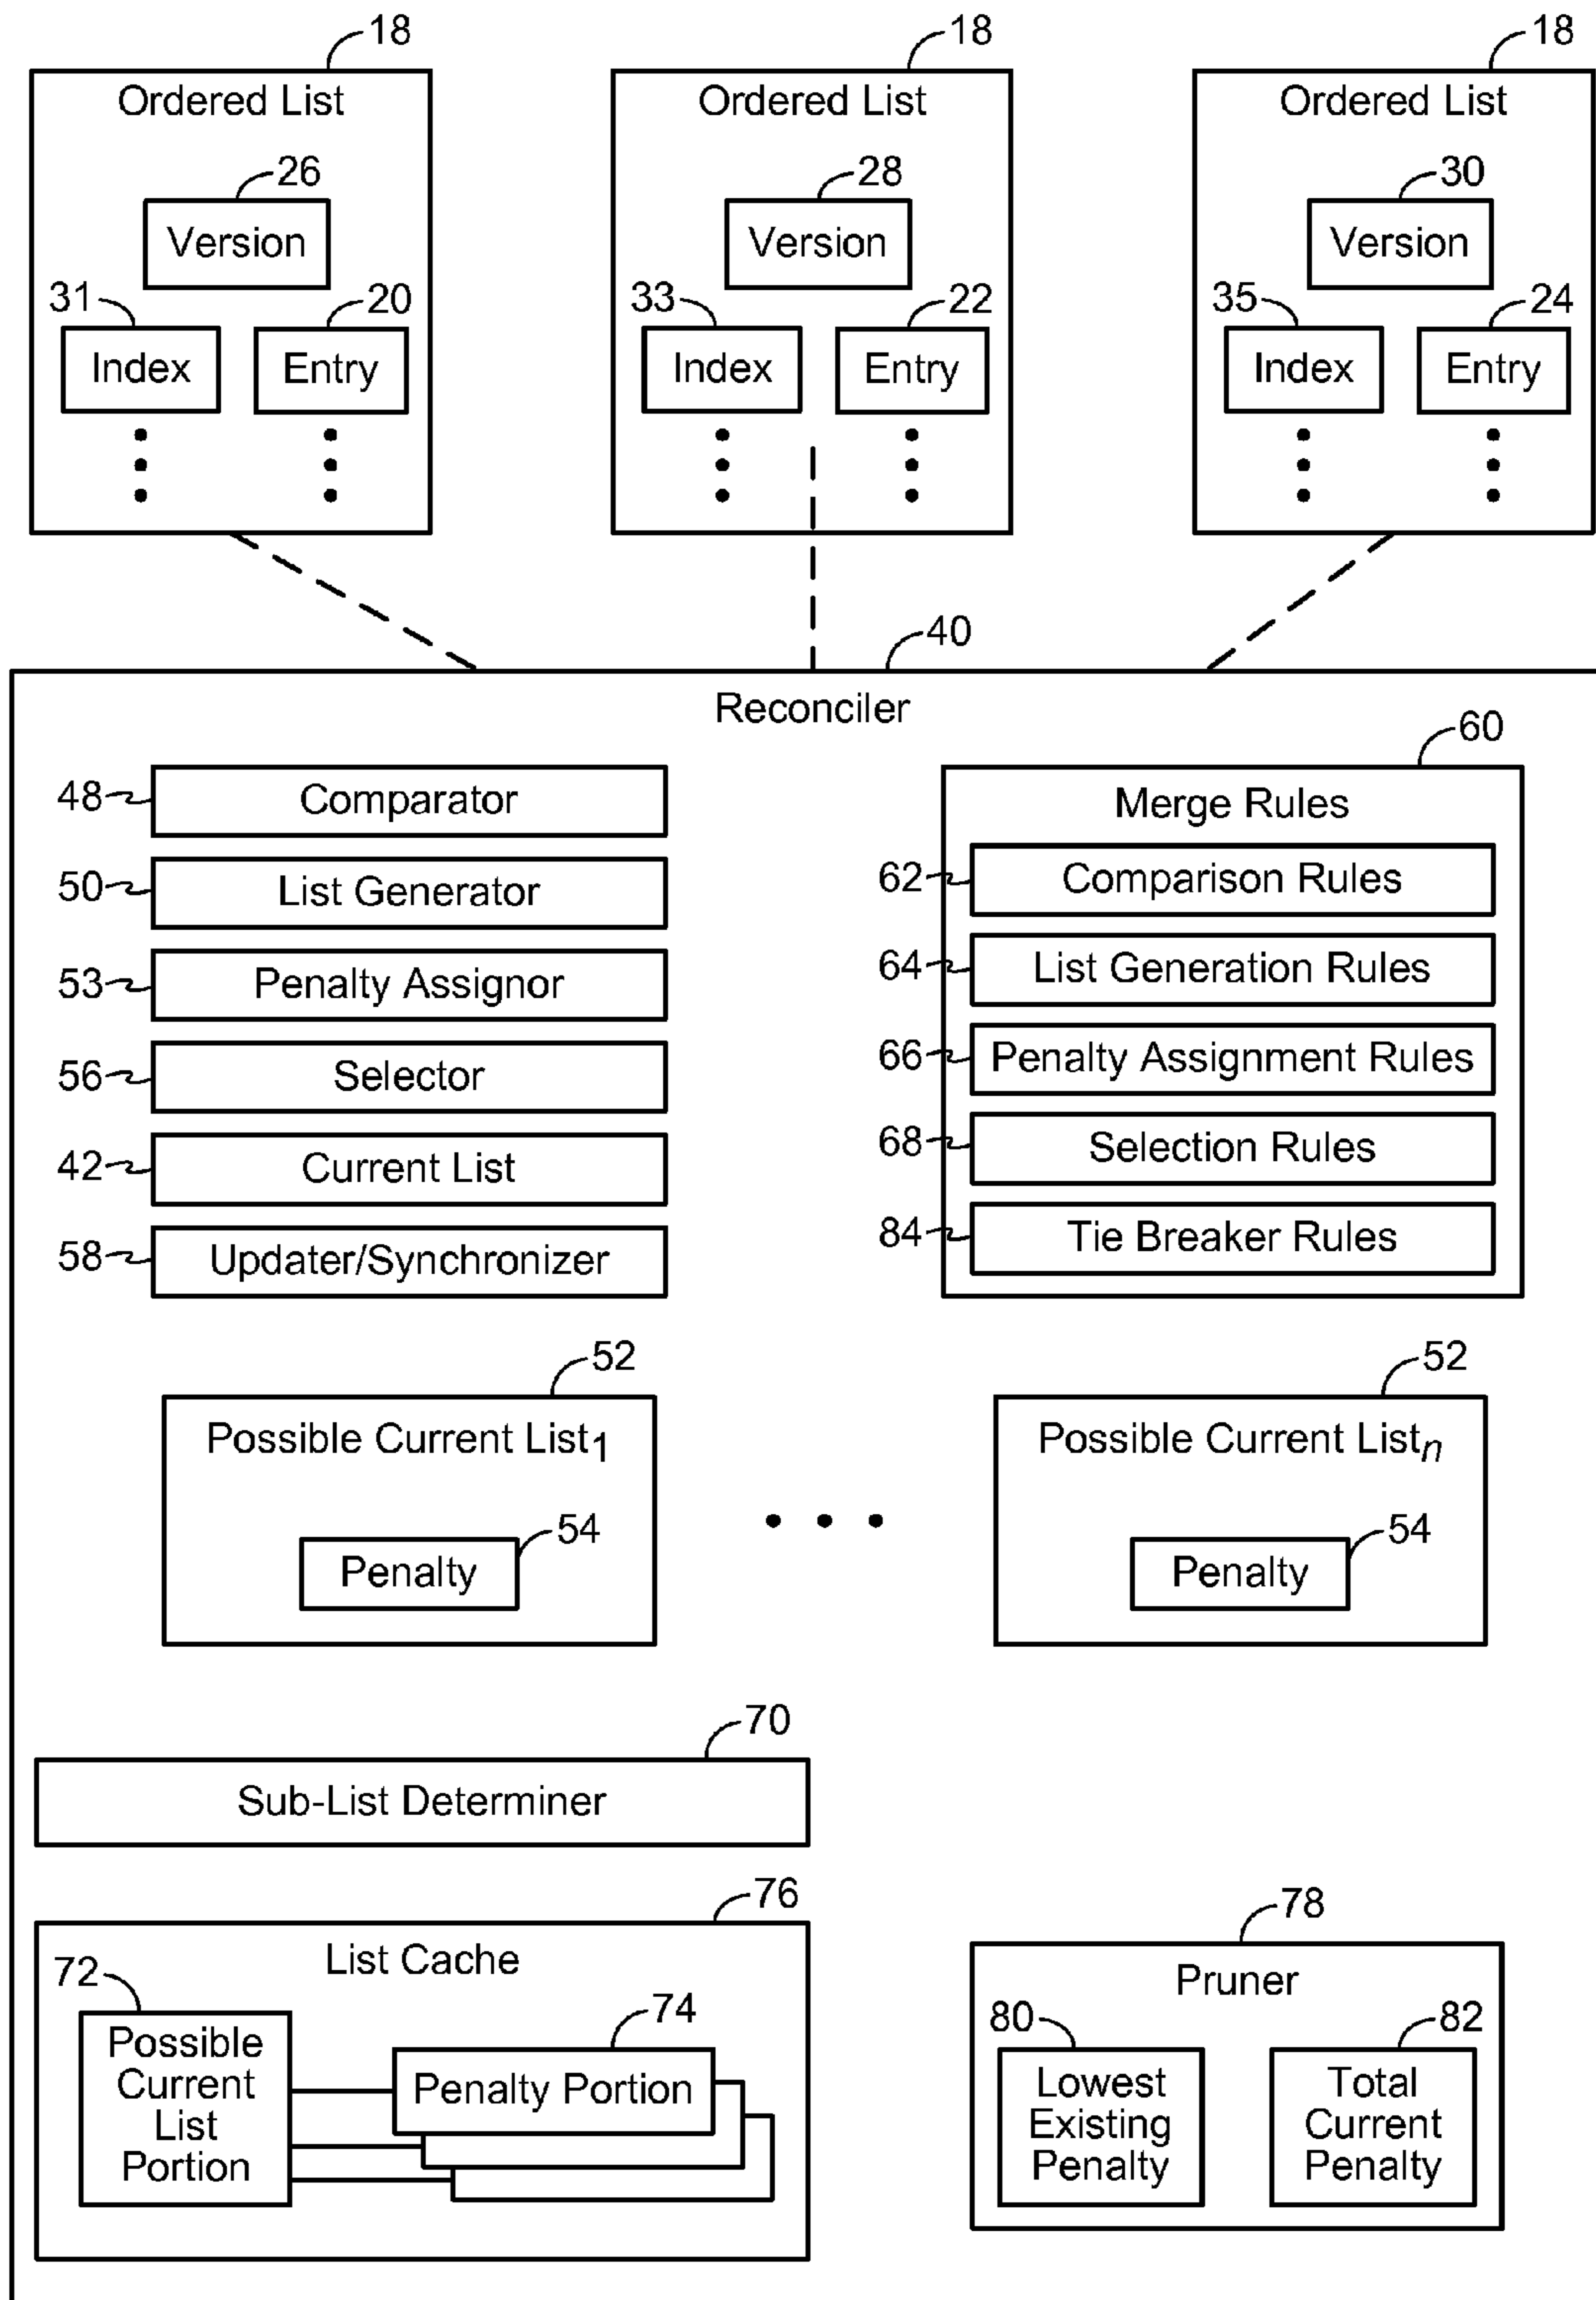 18 18 18
Ordered List Ordered List Ordered List
26 28 30
Version Version Version
31 20 33 22 35 24
Index Entry Index Entry Index Entry
40
Reconciler
60
48 Comparator
Merge Rules
50 List Generator
62 Comparison Rules
53 Penalty Assignor
64 List Generation Rules
56 Selector
66 Penalty Assignment Rules
42 Current List
68 Selection Rules
58 Updater/Synchronizer
84 Tie Breaker Rules
52 52
Possible Current List1 Possible Current Listn
54 54
Penalty Penalty
70
Sub-List Determiner
76
List Cache
72
Possible
Current
List
Portion
74
Penalty Portion
78
Pruner
80 82
Lowest
Existing
Penalty
Total
Current
Penalty